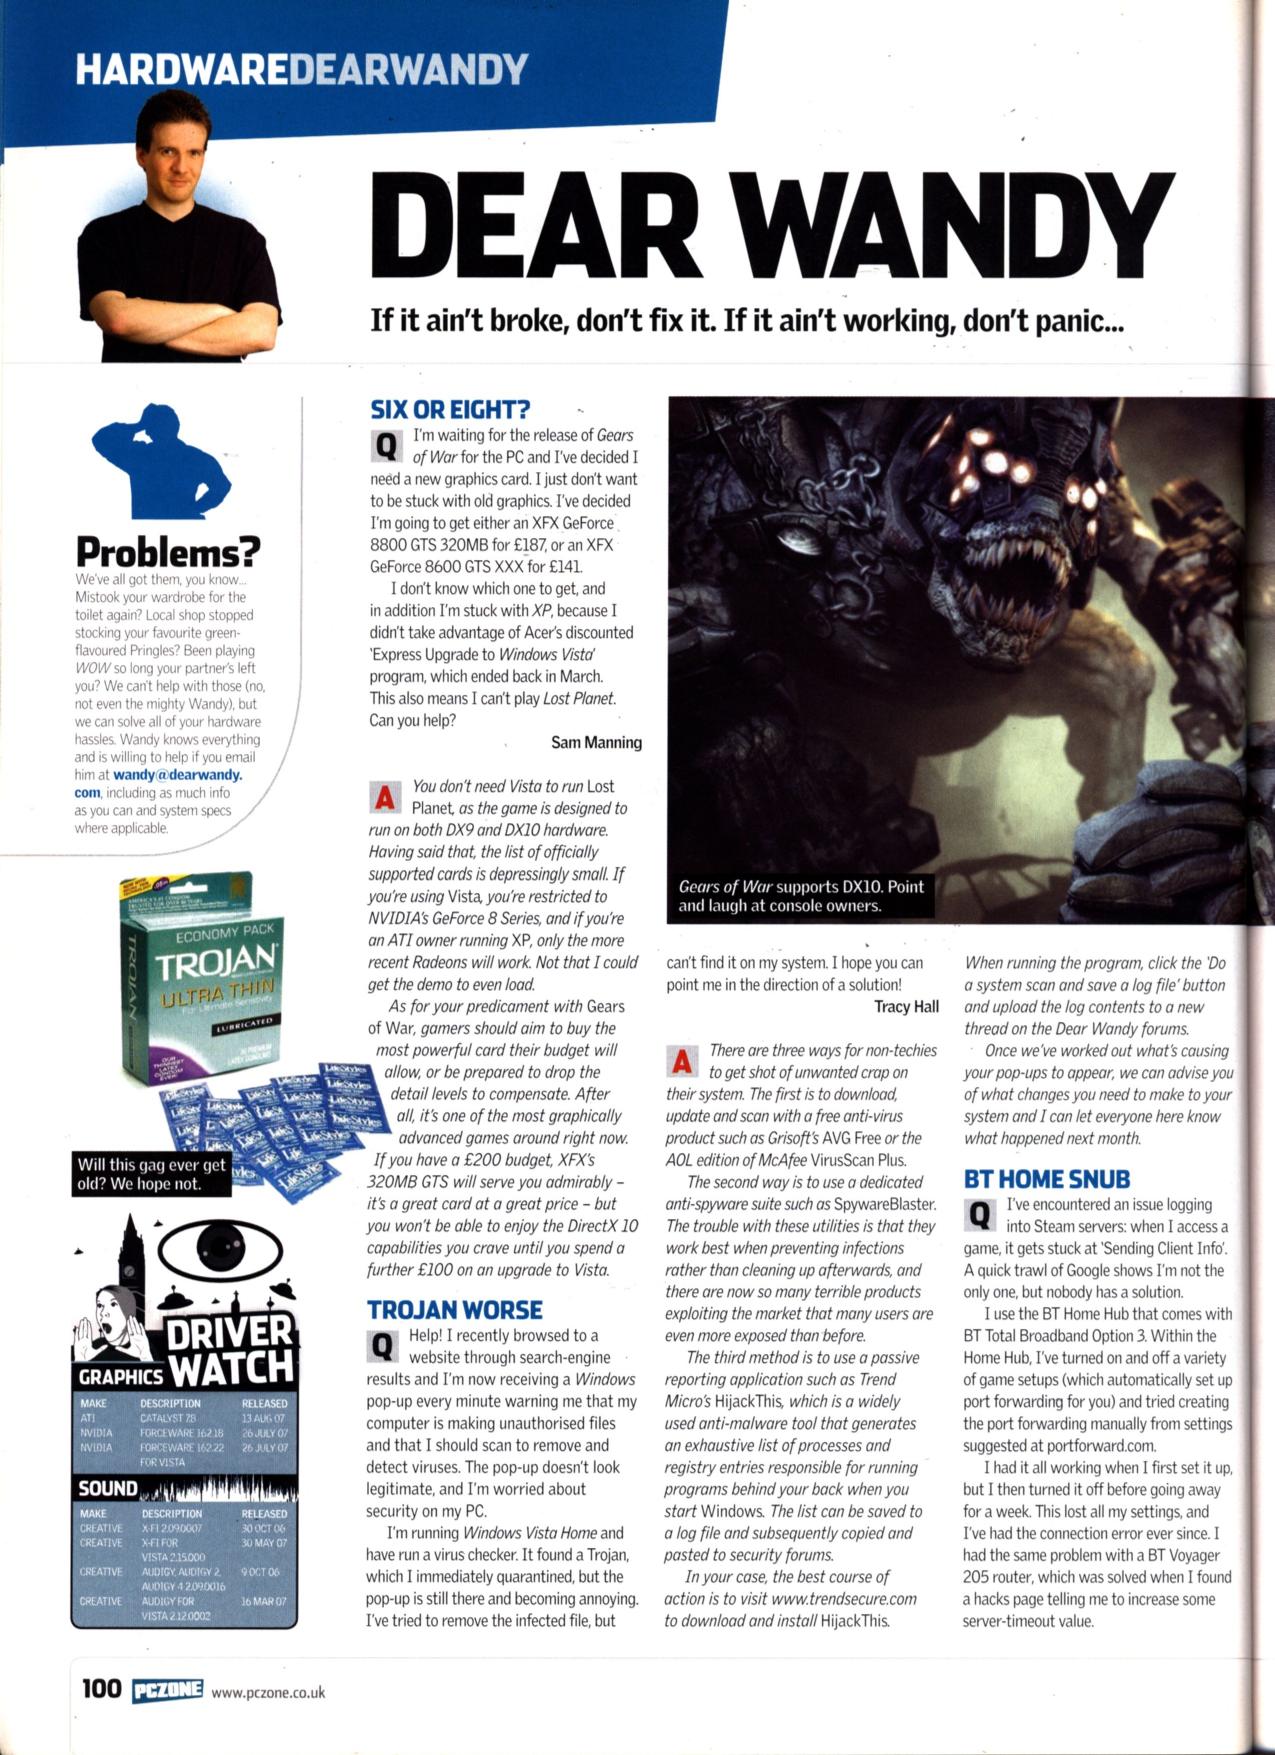 HARDWAREDEARWANDY
DEAR WANDY
If it ain't broke, don't fix it. If it ain't working, don't panic...
Problems?
We've all got them, you know...
Mistook your wardrobe for the
toilet again? Local shop stopped
stocking your favourite green-
flavoured Pringles? Been playing
WOW so long your partner's left
you? We can't help with those (no,
not even the mighty Wandy), but
we can solve all of your hardware
hassles. Wandy knows everything
and is willing to help if you email
him at wandy@dearwandy.
com, including as much info
as you can and system specs
where applicable.
ECONOMY PACK
TROJAN
ULTRA THIN
For Ultimate Sensitivity
LUBRICATED
TROJAN
LifeStyles
Will this gag ever get
old? We hope not.
DRIVER
WATCH
GRAPHICS
MAKE DESCRIPTION RELEASED
ATI CATALYST 7.8 13 AUG 07
NVIDIA FORCEWARE 162.18 26 JULY 07
NVIDIA FORCEWARE 162.22 26 JULY 07
FOR VISTA
SOUND
MAKE DESCRIPTION RELEASED
CREATIVE X-FI 2.09.0007 30 OCT 06
CREATIVE X-FI FOR 30 MAY 07
VISTA 2.15.000
CREATIVE AUDIGY, AUDIGY 2, 9 OCT 06
AUDIGY 4 2.09.0016
CREATIVE AUDIGY FOR 16 MAR 07
VISTA 2.12.0002
SIX OR EIGHT?
Q I'm waiting for the release of Gears
of War for the PC and I've decided I
need a new graphics card. I just don't want
to be stuck with old graphics. I've decided
I'm going to get either an XFX GeForce
8800 GTS 320MB for £187, or an XFX
GeForce 8600 GTS XXX for £141.
I don't know which one to get, and
in addition I'm stuck with XP, because I
didn't take advantage of Acer's discounted
'Express Upgrade to Windows Vista'
program, which ended back in March.
This also means I can't play Lost Planet.
Can you help?
Sam Manning
A You don't need Vista to run Lost
Planet, as the game is designed to
run on both DX9 and DX10 hardware.
Having said that, the list of officially
supported cards is depressingly small. If
you're using Vista, you're restricted to
NVIDIA's GeForce 8 Series, and if you're
an ATI owner running XP, only the more
recent Radeons will work. Not that I could
get the demo to even load.
As for your predicament with Gears
of War, gamers should aim to buy the
most powerful card their budget will
allow, or be prepared to drop the
detail levels to compensate. After
all, it's one of the most graphically
advanced games around right now.
If you have a £200 budget, XFX's
320MB GTS will serve you admirably –
it's a great card at a great price – but
you won't be able to enjoy the DirectX 10
capabilities you crave until you spend a
further £100 on an upgrade to Vista.
TROJAN WORSE
Q Help! I recently browsed to a
website through search-engine
results and I'm now receiving a Windows
pop-up every minute warning me that my
computer is making unauthorised files
and that I should scan to remove and
detect viruses. The pop-up doesn't look
legitimate, and I'm worried about
security on my PC.
I'm running Windows Vista Home and
have run a virus checker. It found a Trojan,
which I immediately quarantined, but the
pop-up is still there and becoming annoying.
I've tried to remove the infected file, but
Gears of War supports DX10. Point
and laugh at console owners.
can't find it on my system. I hope you can
point me in the direction of a solution!
Tracy Hall
A There are three ways for non-techies
to get shot of unwanted crap on
their system. The first is to download,
update and scan with a free anti-virus
product such as Grisoft's AVG Free or the
AOL edition of McAfee VirusScan Plus.
The second way is to use a dedicated
anti-spyware suite such as SpywareBlaster.
The trouble with these utilities is that they
work best when preventing infections
rather than cleaning up afterwards, and
there are now so many terrible products
exploiting the market that many users are
even more exposed than before.
The third method is to use a passive
reporting application such as Trend
Micro's HijackThis, which is a widely
used anti-malware tool that generates
an exhaustive list of processes and
registry entries responsible for running
programs behind your back when you
start Windows. The list can be saved to
a log file and subsequently copied and
pasted to security forums.
In your case, the best course of
action is to visit www.trendsecure.com
to download and install HijackThis.
When running the program, click the 'Do
a system scan and save a log file' button
and upload the log contents to a new
thread on the Dear Wandy forums.
Once we've worked out what's causing
your pop-ups to appear, we can advise you
of what changes you need to make to your
system and I can let everyone here know
what happened next month.
BT HOME SNUB
Q I've encountered an issue logging
into Steam servers: when I access a
game, it gets stuck at 'Sending Client Info'.
A quick trawl of Google shows I'm not the
only one, but nobody has a solution.
I use the BT Home Hub that comes with
BT Total Broadband Option 3. Within the
Home Hub, I've turned on and off a variety
of game setups (which automatically set up
port forwarding for you) and tried creating
the port forwarding manually from settings
suggested at portforward.com.
I had it all working when I first set it up,
but I then turned it off before going away
for a week. This lost all my settings, and
I've had the connection error ever since. I
had the same problem with a BT Voyager
205 router, which was solved when I found
a hacks page telling me to increase some
server-timeout value.
100 PCZONE www.pczone.co.uk